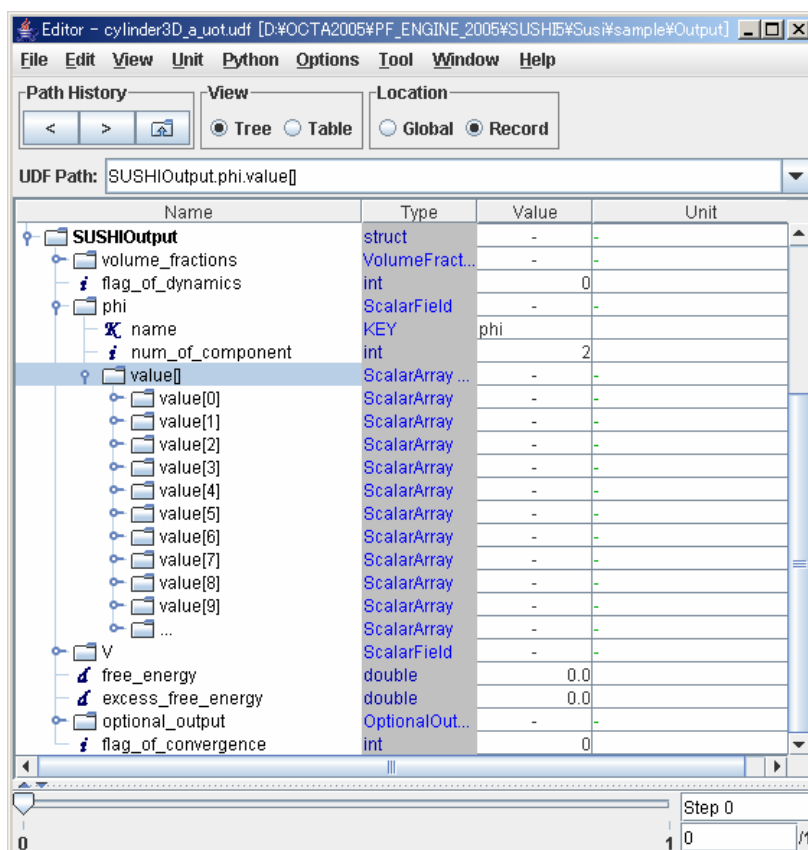 Editor - cylinder3D_a_uot.udf [D:¥OCTA2005¥PF_ENGINE_2005¥SUSHI5¥Susi¥sample¥Output]
File Edit View Unit Python Options Tool Window Help
Path History View Location
< > Tree Table Global Record
UDF Path: SUSHIOutput.phi.value[]
Name Type Value Unit
SUSHIOutput struct - -
volume_fractions VolumeFract... - -
i flag_of_dynamics int 0
phi ScalarField - -
K name KEY phi
i num_of_component int 2
value[] ScalarArray ... - -
value[0] ScalarArray - -
value[1] ScalarArray - -
value[2] ScalarArray - -
value[3] ScalarArray - -
value[4] ScalarArray - -
value[5] ScalarArray - -
value[6] ScalarArray - -
value[7] ScalarArray - -
value[8] ScalarArray - -
value[9] ScalarArray - -
... ScalarArray - -
V ScalarField - -
d free_energy double 0.0
d excess_free_energy double 0.0
optional_output OptionalOut... - -
i flag_of_convergence int 0
Step 0
0 1 0 /1